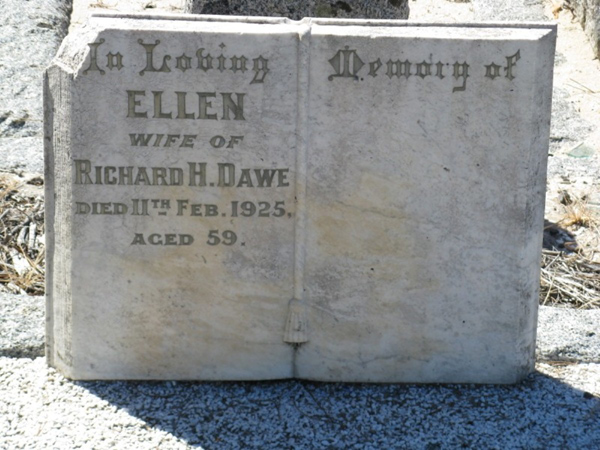 In Loving Memory of
ELLEN
WIFE OF
RICHARD H. DAWE
DIED 11TH FEB. 1925.
AGED 59.